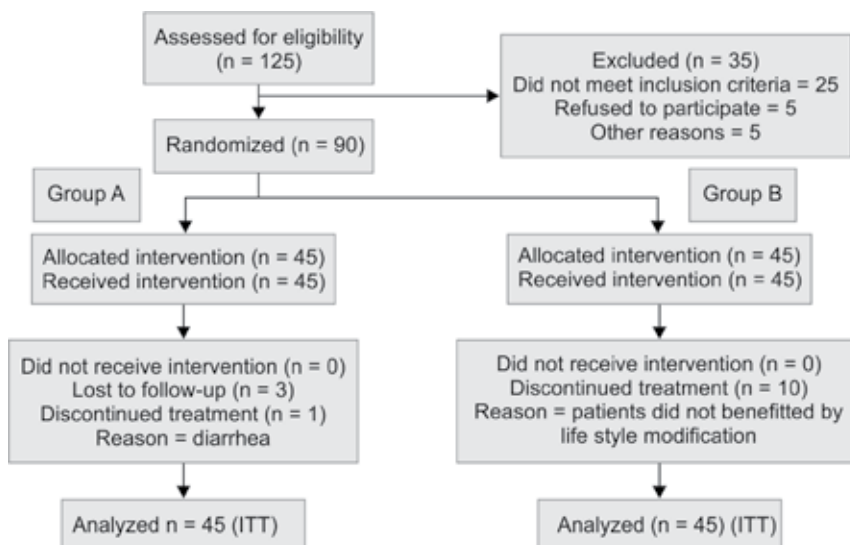 Assessed for eligibility
(n = 125)
Excluded (n = 35)
Did not meet inclusion criteria = 25
Refused to participate = 5
Other reasons = 5
Randomized (n = 90)
Group A
Group B
Allocated intervention (n = 45)
Received intervention (n = 45)
Allocated intervention (n = 45)
Received intervention (n = 45)
Did not receive intervention (n = 0)
Lost to follow-up (n = 3)
Discontinued treatment (n = 1)
Reason = diarrhea
Did not receive intervention (n = 0)
Discontinued treatment (n = 10)
Reason = patients did not benefitted by
life style modification
Analyzed n = 45 (ITT)
Analyzed (n = 45) (ITT)